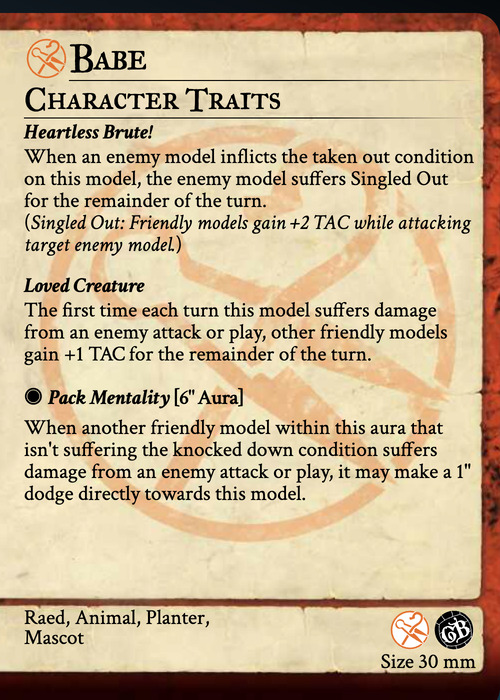 Babe
Character Traits
Heartless Brute!
When an enemy model inflicts the taken out condition
on this model, the enemy model suffers Singled Out
for the remainder of the turn.
(Singled Out: Friendly models gain +2 TAC while attacking
target enemy model.)
Loved Creature
The first time each turn this model suffers damage
from an enemy attack or play, other friendly models
gain +1 TAC for the remainder of the turn.
Pack Mentality [6" Aura]
When another friendly model within this aura that
isn't suffering the knocked down condition suffers
damage from an enemy attack or play, it may make a 1"
dodge directly towards this model.
Raed, Animal, Planter,
Mascot
GB
Size 30 mm